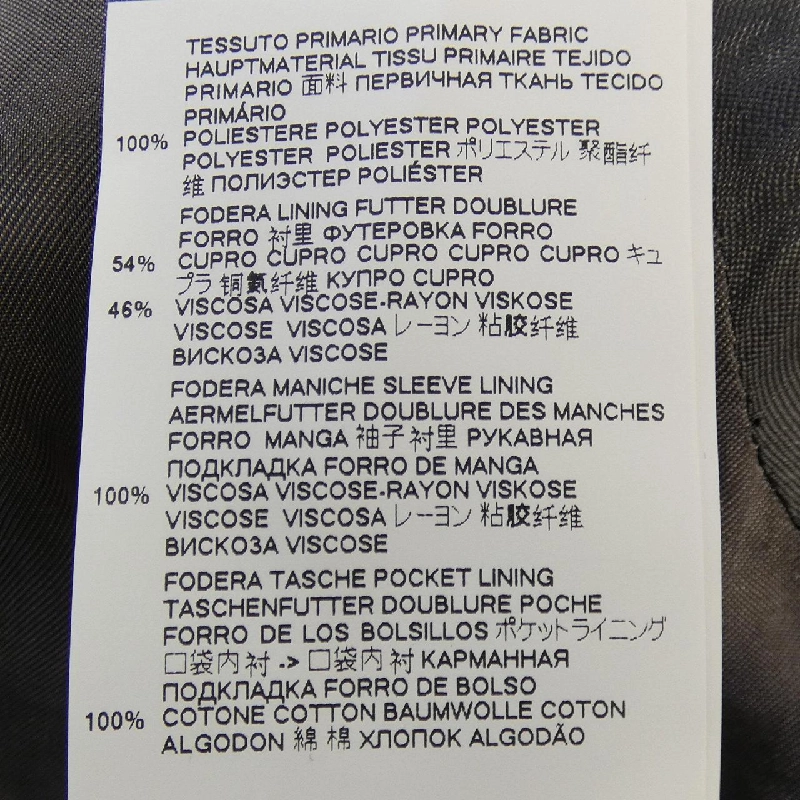 TESSUTO PRIMARIO PRIMARY FABRIC
HAUPTMATERIAL TISSU PRIMAIRE TEJIDO
PRIMARIO 面料 ПЕРВИЧНАЯ ТКАНЬ TECIDO
PRIMÁRIO
100% POLIESTERE POLYESTER POLYESTER
POLYESTER POLIESTER ポリエステル 聚酯纤
维 ПОЛИЭСТЕР POLIÉSTER
FODERA LINING FUTTER DOUBLURE
FORRO 衬里 ФУТЕРОВКА FORRO
54% CUPRO CUPRO CUPRO CUPRO CUPRO キュ
プラ 铜氨纤维 КУПРО CUPRO
46% VISCOSA VISCOSE-RAYON VISKOSE
VISCOSE VISCOSA レーヨン 粘胶纤维
ВИСКОЗА VISCOSE
FODERA MANICHE SLEEVE LINING
AERMELFUTTER DOUBLURE DES MANCHES
FORRO MANGA 袖子衬里 РУКАВНАЯ
ПОДКЛАДКА FORRO DE MANGA
100% VISCOSA VISCOSE-RAYON VISKOSE
VISCOSE VISCOSA レーヨン 粘胶纤维
ВИСКОЗА VISCOSE
FODERA TASCHE POCKET LINING
TASCHENFUTTER DOUBLURE POCHE
FORRO DE LOS BOLSILLOS ポケットライニング
口袋内衬 -> 口袋内衬 КАРМАННАЯ
ПОДКЛАДКА FORRO DE BOLSO
100% COTONE COTTON BAUMWOLLE COTON
ALGODON 綿 棉 ХЛОПОК ALGODÃO